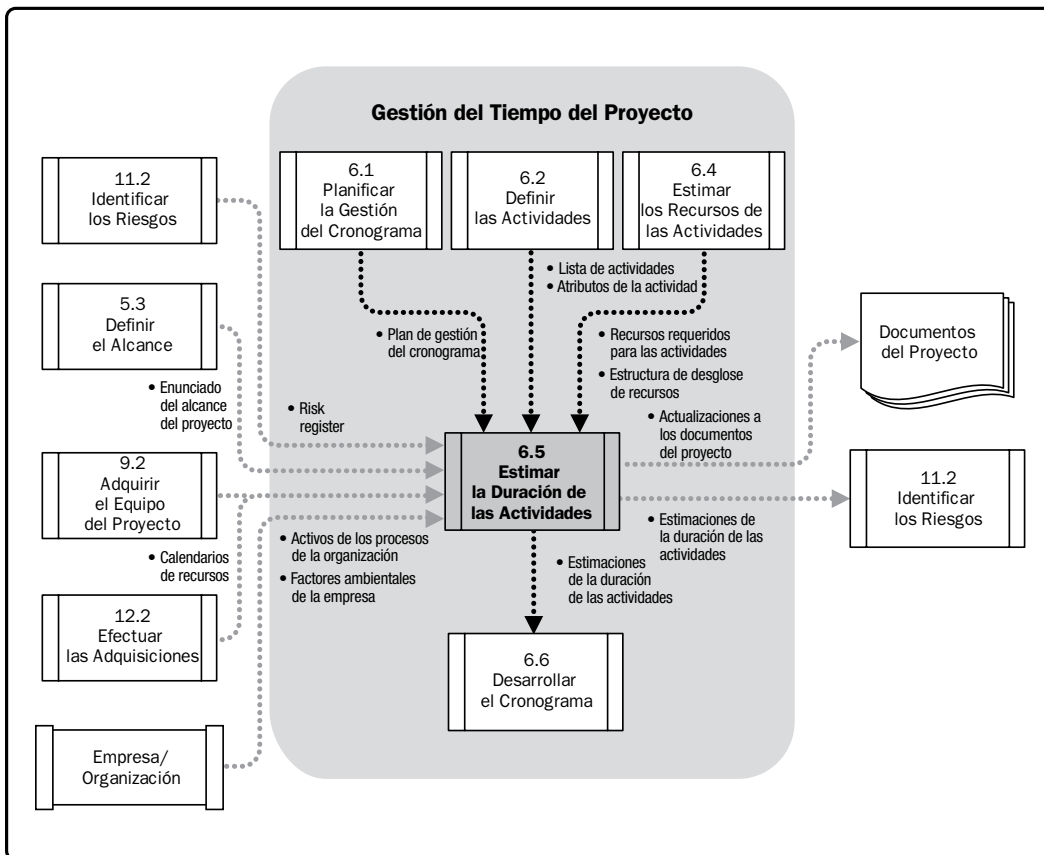 Gestión del Tiempo del Proyecto
11.2
Identificar
los Riesgos
6.1
Planificar
la Gestión
del Cronograma
6.2
Definir
las Actividades
6.4
Estimar
los Recursos de
las Actividades
• Lista de actividades
• Atributos de la actividad
5.3
Definir
el Alcance
• Plan de gestión
del cronograma
• Recursos requeridos
para las actividades
• Estructura de desglose
de recursos
Documentos
del Proyecto
• Enunciado
del alcance
del proyecto
• Risk
register
• Actualizaciones a
los documentos
del proyecto
9.2
Adquirir
el Equipo
del Proyecto
6.5
Estimar
la Duración de
las Actividades
11.2
Identificar
los Riesgos
• Calendarios
de recursos
• Activos de los procesos
de la organización
• Factores ambientales
de la empresa
• Estimaciones de
la duración de las
actividades
• Estimaciones
de la duración
de las actividades
12.2
Efectuar
las Adquisiciones
6.6
Desarrollar
el Cronograma
Empresa/
Organización